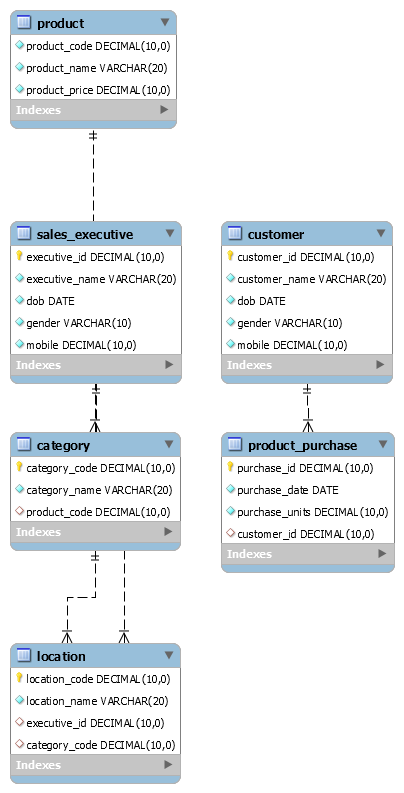 product
product_code DECIMAL(10,0)
product_name VARCHAR(20)
product_price DECIMAL(10,0)
Indexes
sales_executive
executive_id DECIMAL(10,0)
executive_name VARCHAR(20)
dob DATE
gender VARCHAR(10)
mobile DECIMAL(10,0)
Indexes
customer
customer_id DECIMAL(10,0)
customer_name VARCHAR(20)
dob DATE
gender VARCHAR(10)
mobile DECIMAL(10,0)
Indexes
category
category_code DECIMAL(10,0)
category_name VARCHAR(20)
product_code DECIMAL(10,0)
Indexes
product_purchase
purchase_id DECIMAL(10,0)
purchase_date DATE
purchase_units DECIMAL(10,0)
customer_id DECIMAL(10,0)
Indexes
location
location_code DECIMAL(10,0)
location_name VARCHAR(20)
executive_id DECIMAL(10,0)
category_code DECIMAL(10,0)
Indexes